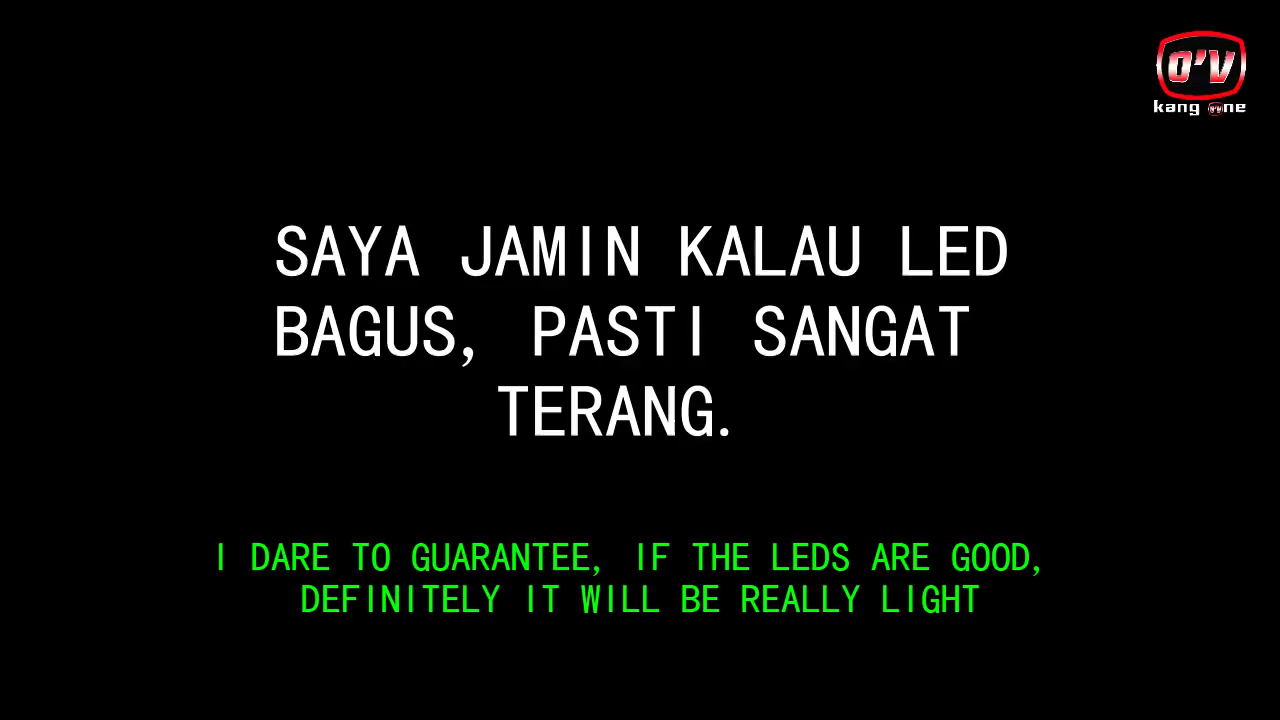 O'V
kang One
SAYA JAMIN KALAU LED
BAGUS, PASTI SANGAT
TERANG.
I DARE TO GUARANTEE, IF THE LEDS ARE GOOD,
DEFINITELY IT WILL BE REALLY LIGHT